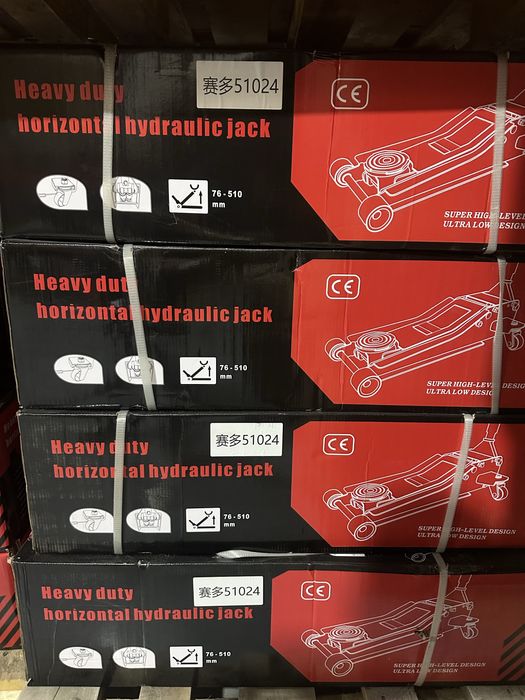 Heavy duty
赛多51024
CE
horizontal hydraulic jack
76 - 510
mm
SUPER HIGH-LEVEL
ULTRA LOW DESIGN
Heavy duty
CE
horizontal hydraulic jack
76 - 510
mm
SUPER HIGH-LEVEL DESIGN
ULTRA LOW DESIGN
Heavy duty
赛多51024
CE
horizontal hydraulic jack
76 - 510
mm
SUPER HIGH-LEVEL DESIGN
ULTRA LOW DESIGN
Heavy duty
赛多51024
CE
horizontal hydraulic jack
76 - 510
mm
SUPER HIGH-LEVEL DESIGN
ULTRA LOW DESIGN